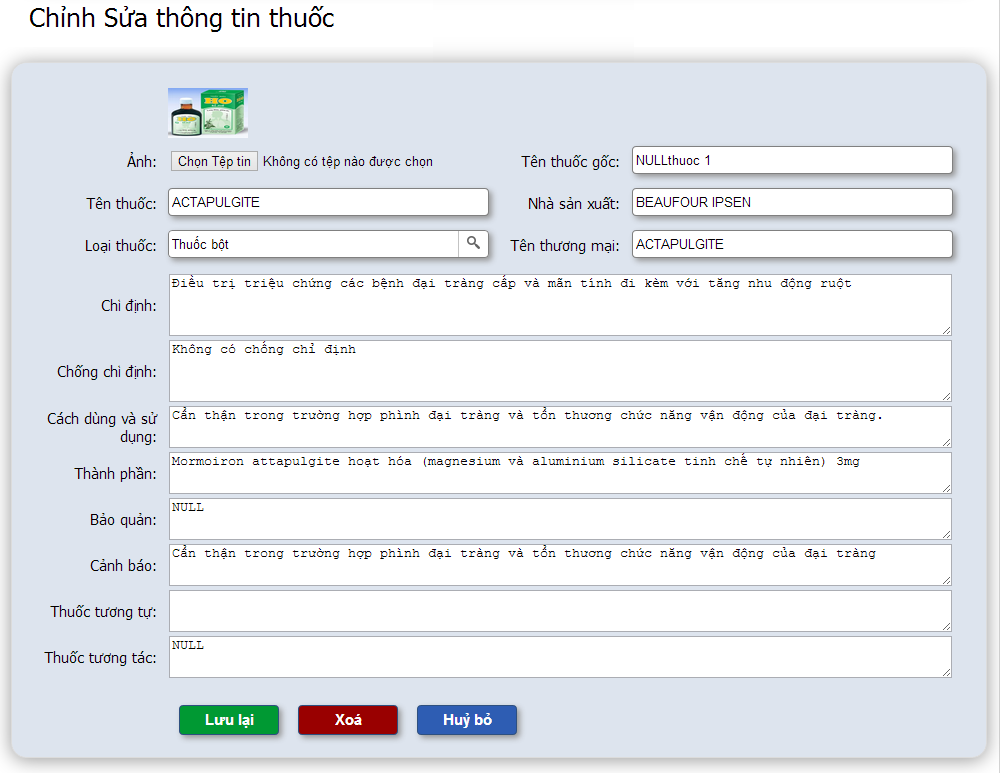 Chỉnh Sửa thông tin thuốc
HO
Ảnh: Chọn Tệp tin Không có tệp nào được chọn Tên thuốc gốc: NULLthuoc 1
Tên thuốc: ACTAPULGITE Nhà sản xuất: BEAUFOUR IPSEN
Loại thuốc: Thuốc bột Tên thương mại: ACTAPULGITE
Chi định: Điều trị triệu chứng các bệnh đại tràng cấp và mãn tính đi kèm với tăng nhu động ruột
Chống chi định: Không có chống chỉ định
Cách dùng và sử
dụng: Cẩn thận trong trường hợp phình đại tràng và tổn thương chức năng vận động của đại tràng.
Thành phần: Mormoiron attapulgite hoạt hóa (magnesium và aluminium silicate tinh chế tự nhiên) 3mg
Bảo quản: NULL
Cảnh báo: Cẩn thận trong trường hợp phình đại tràng và tổn thương chức năng vận động của đại tràng
Thuốc tương tự:
Thuốc tương tác: NULL
Lưu lại Xoá Huỷ bỏ